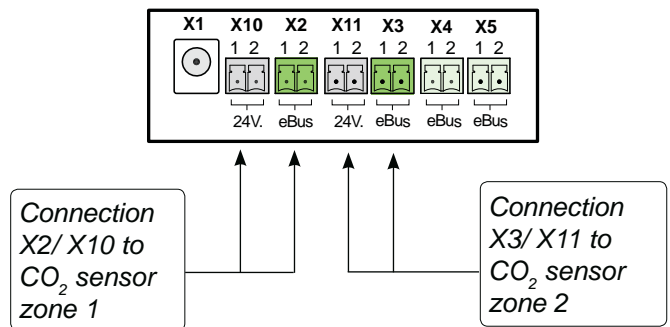 X1 X10 X2 X11 X3 X4 X5
1 2 1 2 1 2 1 2 1 2 1 2
24V. eBus 24V. eBus eBus eBus
Connection
X2/ X10 to
CO2 sensor
zone 1
Connection
X3/ X11 to
CO2 sensor
zone 2